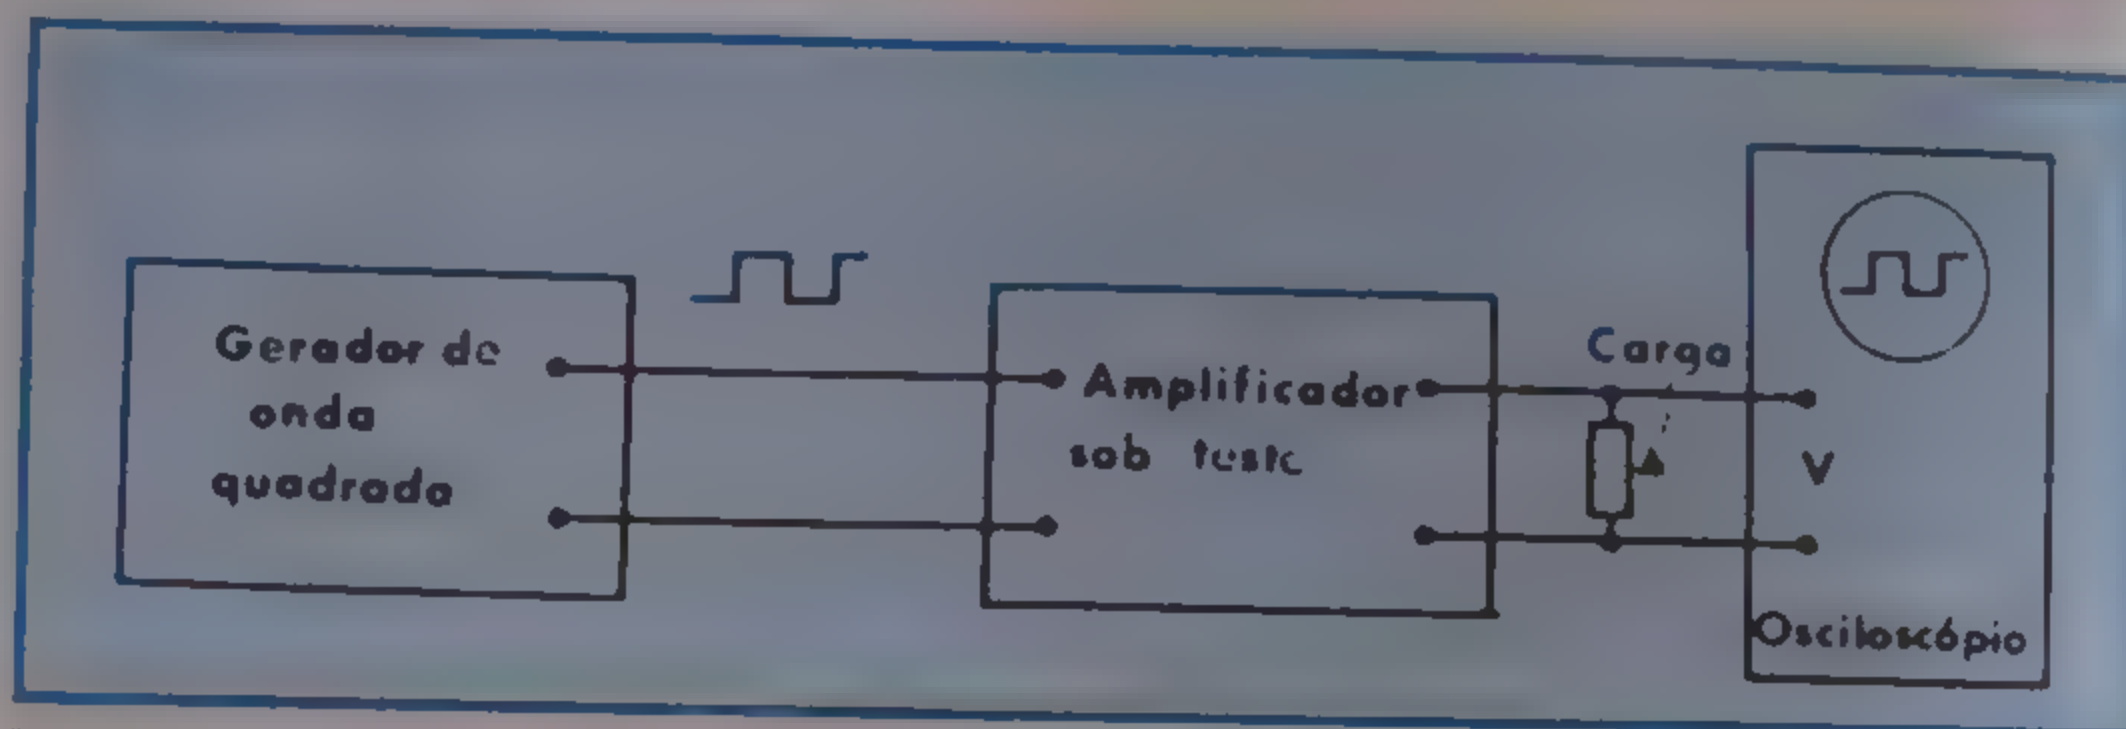 Gerador de
onda
quadrada
Amplificador
sob teste
Carga
V
Osciloscópio